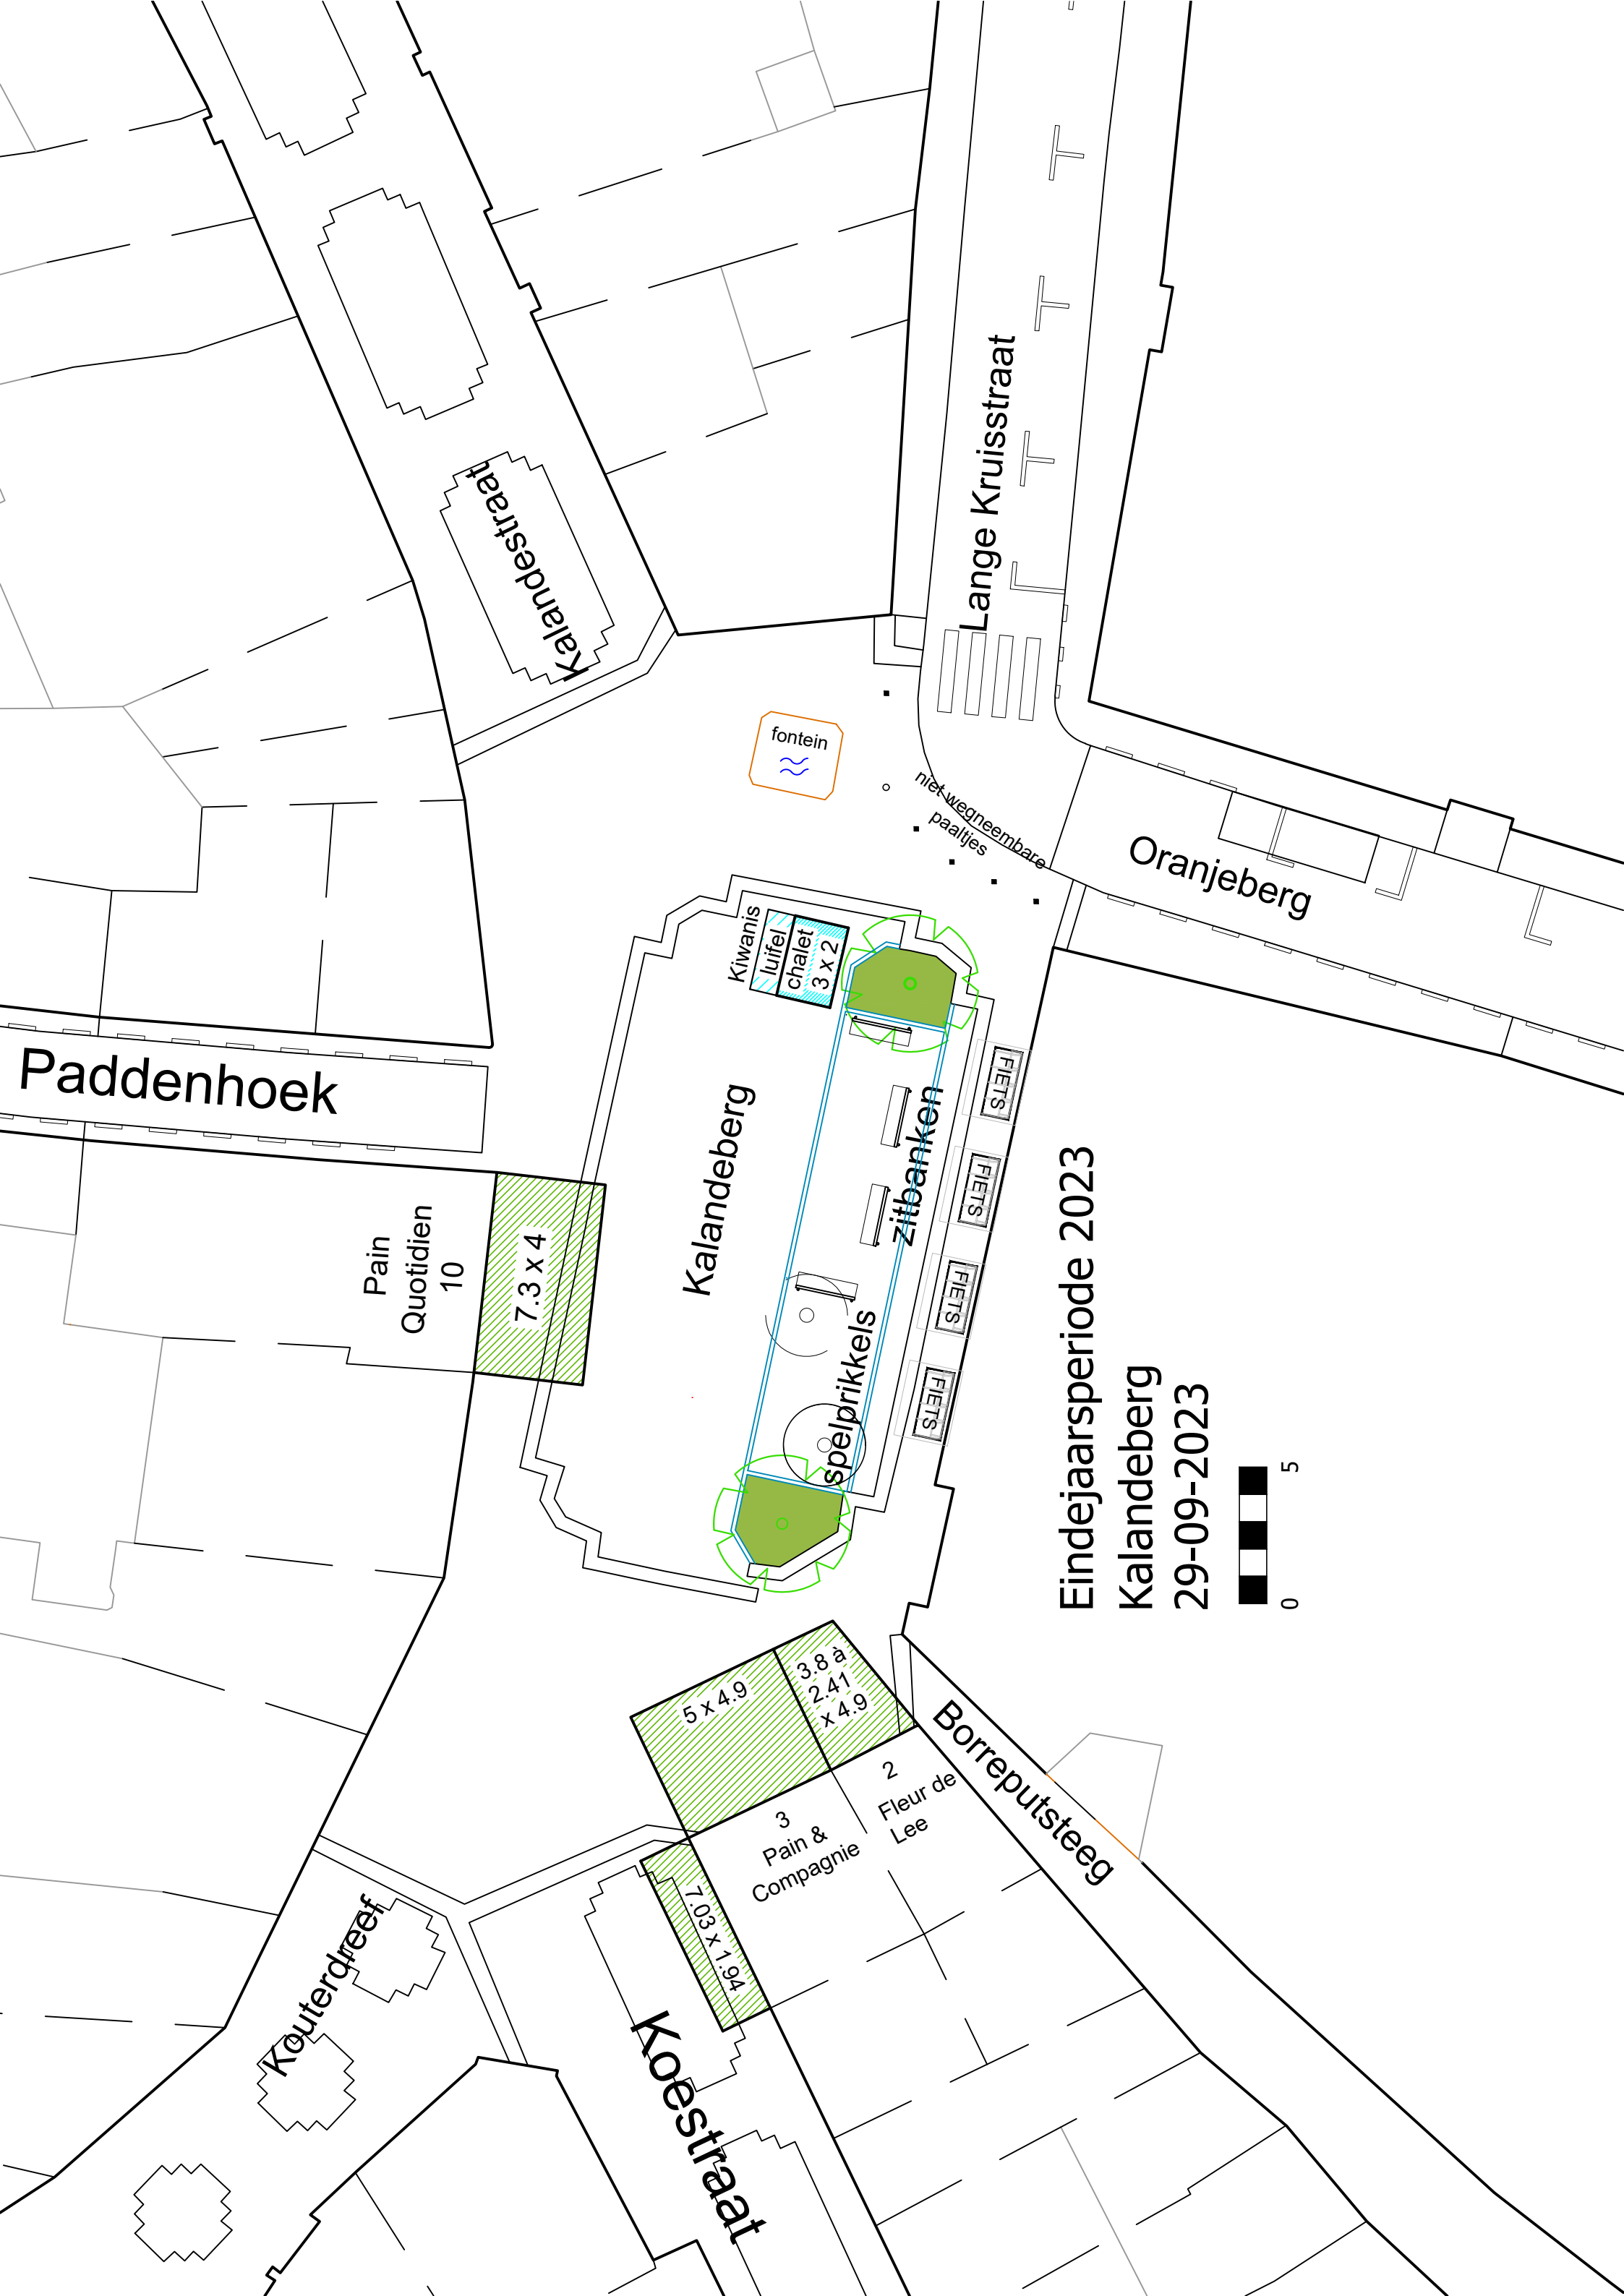 Kalandestraat
Lange Kruisstraat
fontein
niet wegneembare
paaltjes
Oranjeberg
Kiwanis
luifel
chalet
3 x 2
Paddenhoek
Kalandeberg
zitbanken
spelprikkels
FIETS
FIETS
FIETS
FIETS
Pain
Quotidien
10
7.3 x 4
Eindejaarsperiode 2023
Kalandeberg
29-09-2023
0 5
5 x 4.9
3.8 à
2.41
x 4.9
2
Fleur de
Lee
3
Pain &
Compagnie
7.03 x 1.94
Borreputsteeg
Kouterdreef
Koestraat